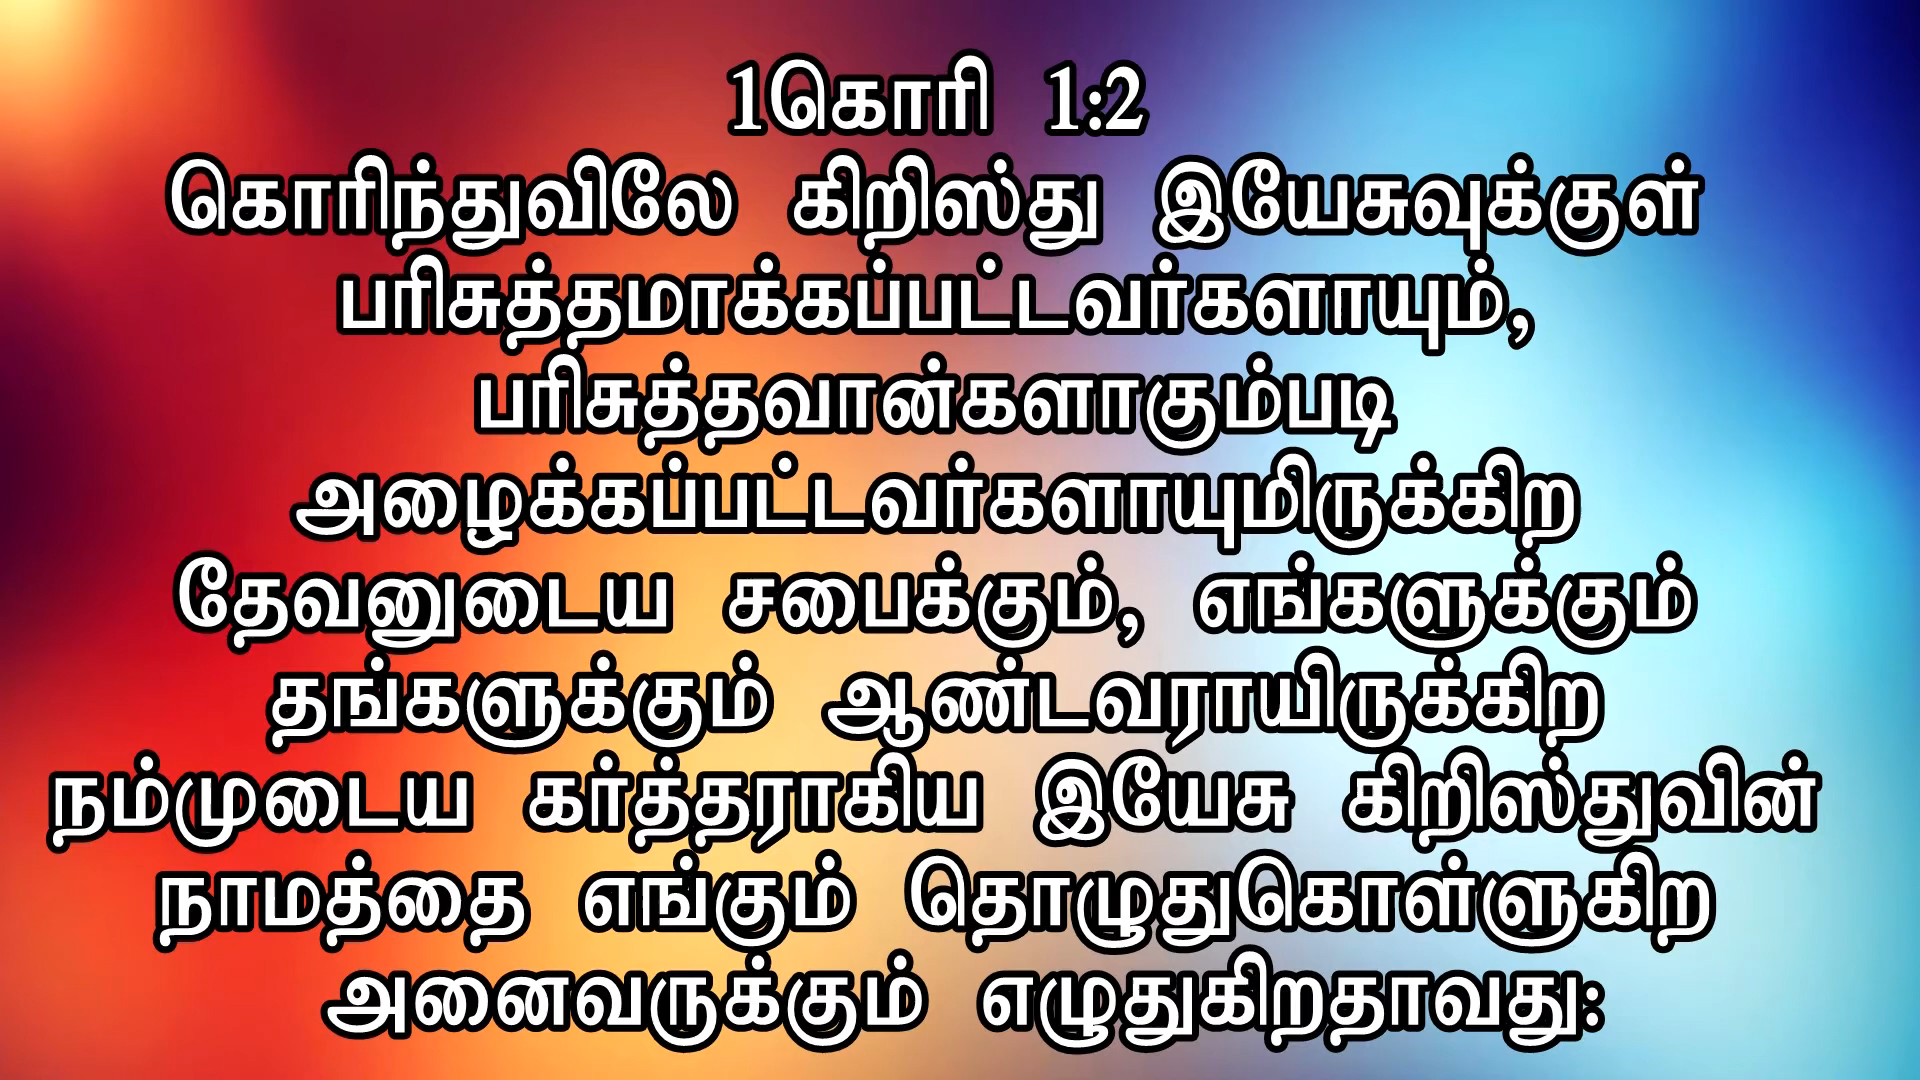 1கொரி 1:2
கொரிந்துவிலே கிறிஸ்து இயேசுவுக்குள்
பரிசுத்தமாக்கப்பட்டவர்களாயும்,
பரிசுத்தவான்களாகும்படி
அழைக்கப்பட்டவர்களாயுமிருக்கிற
தேவனுடைய சபைக்கும், எங்களுக்கும்
தங்களுக்கும் ஆண்டவராயிருக்கிற
நம்முடைய கர்த்தராகிய இயேசு கிறிஸ்துவின்
நாமத்தை எங்கும் தொழுதுகொள்ளுகிற
அனைவருக்கும் எழுதுகிறதாவது: